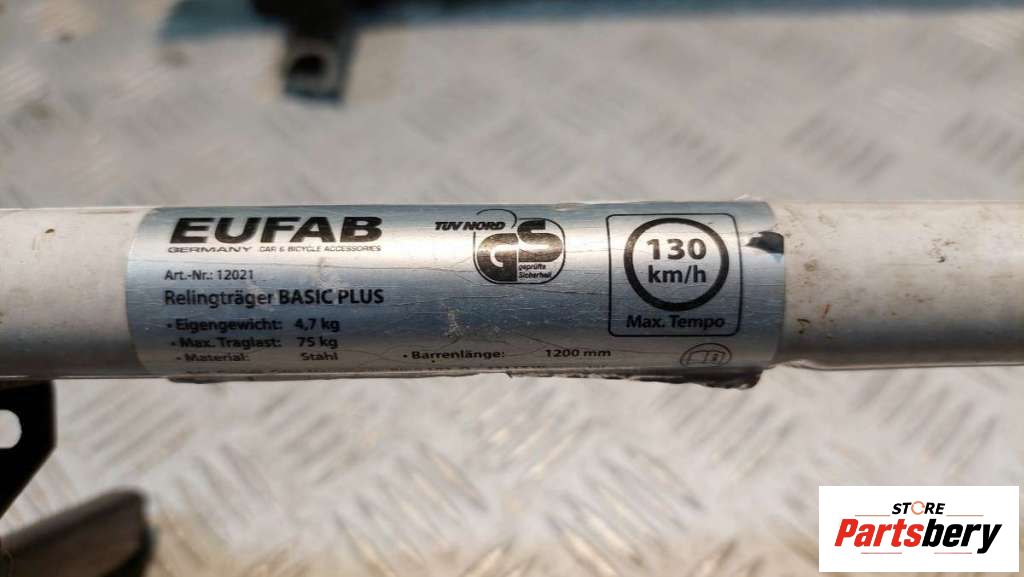 EUFAB
GERMANY CAR & BICYCLE ACCESSORIES
Art.-Nr.: 12021
Relingträger BASIC PLUS
• Eigengewicht: 4,7 kg
• Max. Traglast: 75 kg
• Material: Stahl
• Barrenlänge: 1200 mm
TÜV NORD
GS
geprüfte
Sicherheit
130
km/h
Max. Tempo
STORE
Partsbery